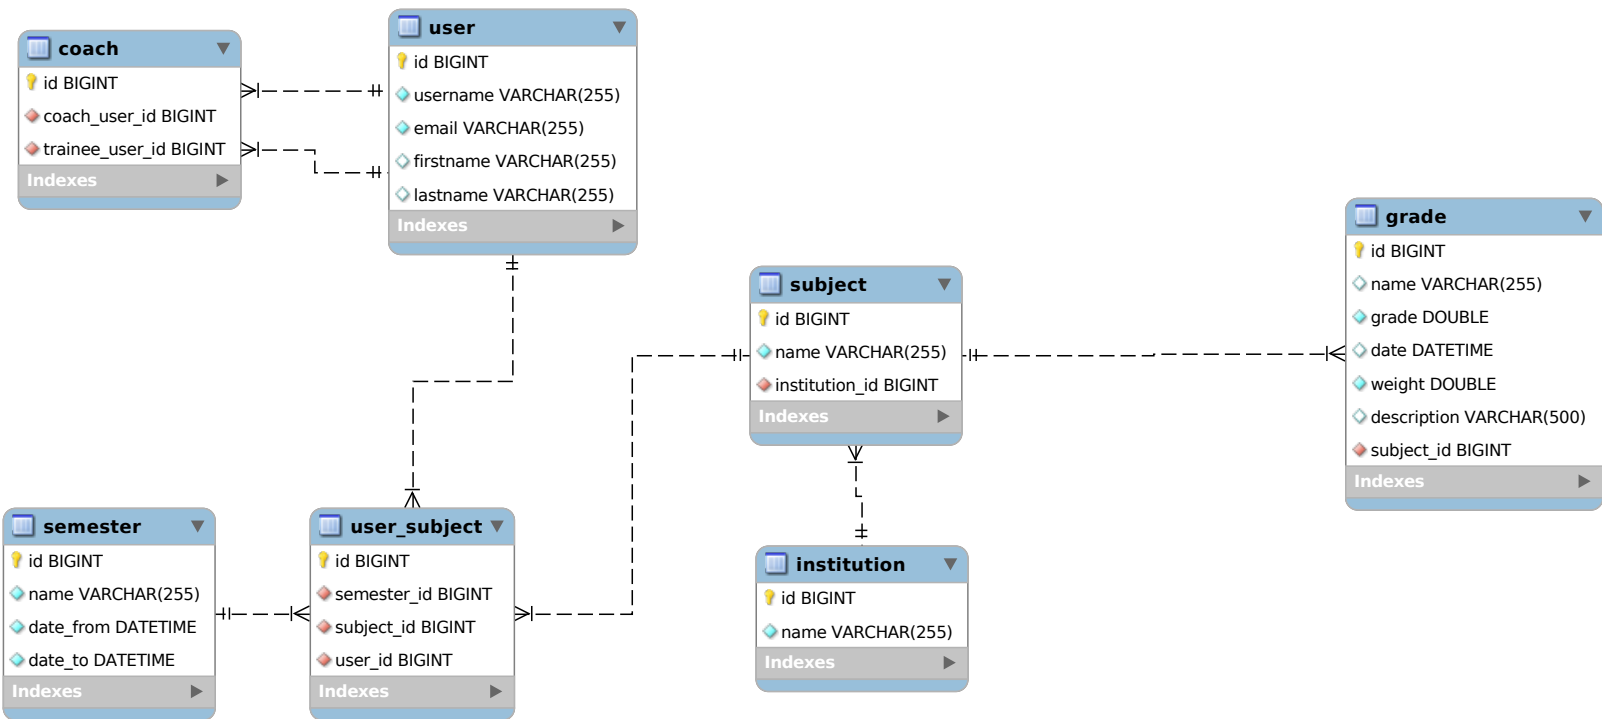 coach
id BIGINT
coach_user_id BIGINT
trainee_user_id BIGINT
Indexes
user
id BIGINT
username VARCHAR(255)
email VARCHAR(255)
firstname VARCHAR(255)
lastname VARCHAR(255)
Indexes
subject
id BIGINT
name VARCHAR(255)
institution_id BIGINT
Indexes
grade
id BIGINT
name VARCHAR(255)
grade DOUBLE
date DATETIME
weight DOUBLE
description VARCHAR(500)
subject_id BIGINT
Indexes
semester
id BIGINT
name VARCHAR(255)
date_from DATETIME
date_to DATETIME
Indexes
user_subject
id BIGINT
semester_id BIGINT
subject_id BIGINT
user_id BIGINT
Indexes
institution
id BIGINT
name VARCHAR(255)
Indexes